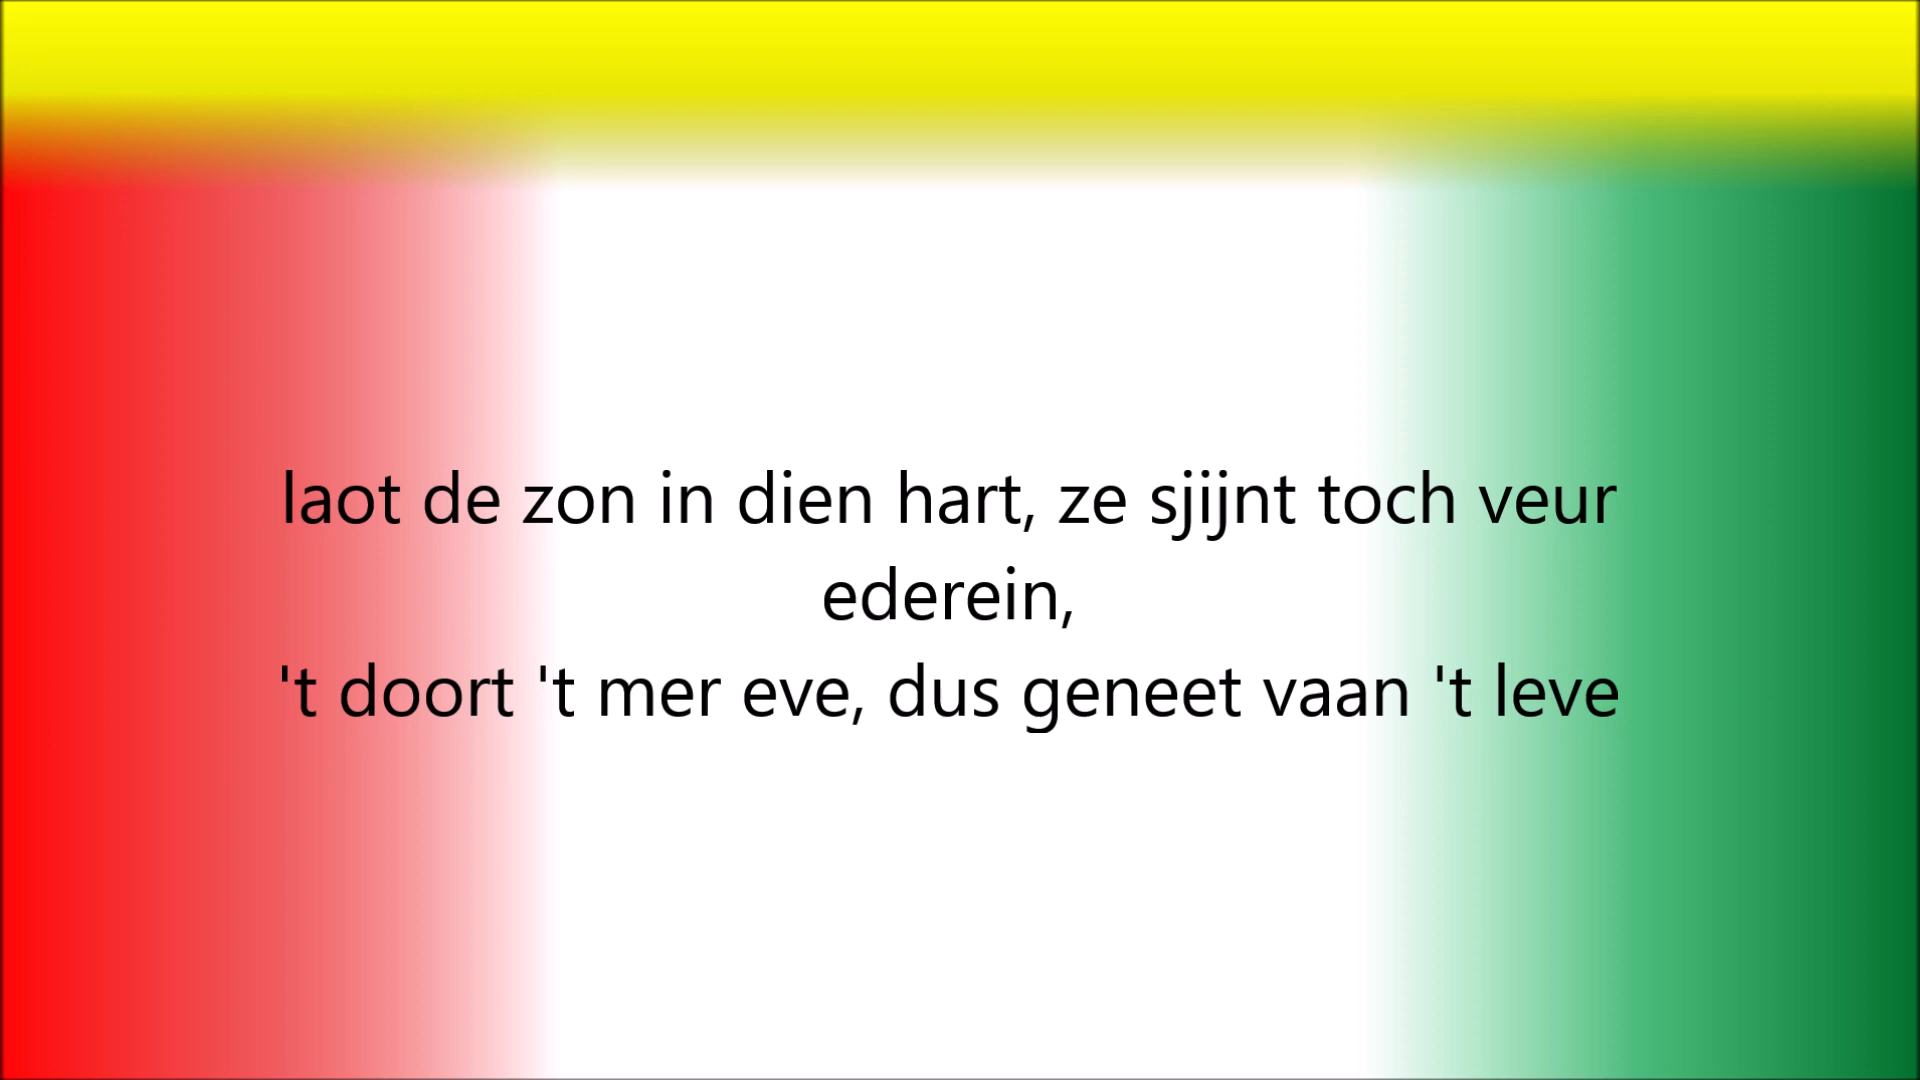 laot de zon in dien hart, ze sjijnt toch veur
ederein,
't doort 't mer eve, dus geneet vaan 't leve